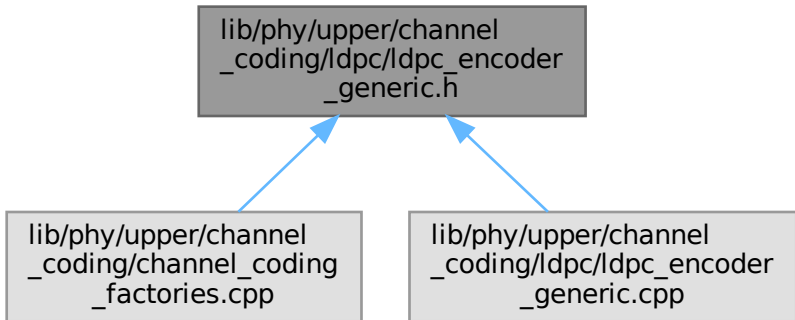 lib/phy/upper/channel
_coding/ldpc/ldpc_encoder
_generic.h
lib/phy/upper/channel
_coding/channel_coding
_factories.cpp
lib/phy/upper/channel
_coding/ldpc/ldpc_encoder
_generic.cpp